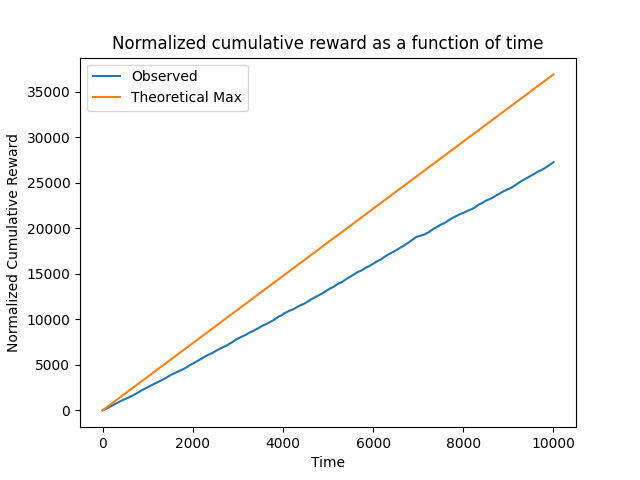 Normalized cumulative reward as a function of time
Observed
Theoretical Max
Normalized Cumulative Reward
35000
30000
25000
20000
15000
10000
5000
0
0 2000 4000 6000 8000 10000
Time